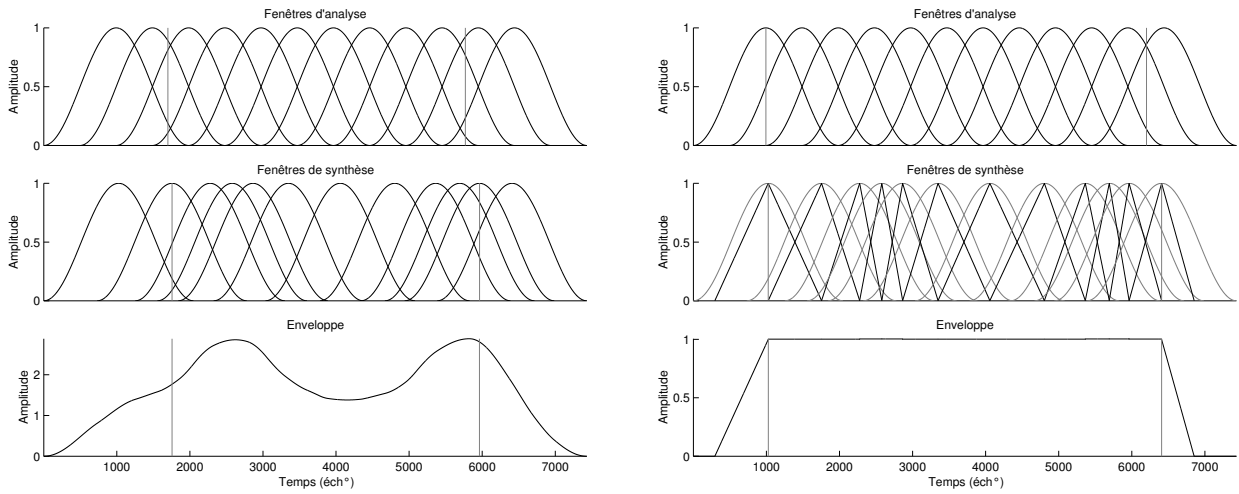 Fenêtres d'analyse
1
0.5
0
Amplitude
Fenêtres de synthèse
1
0.5
0
Amplitude
Enveloppe
2
1
0
Amplitude
1000 2000 3000 4000 5000 6000 7000
Temps (éch°)
Fenêtres d'analyse
1
0.5
0
Amplitude
Fenêtres de synthèse
1
0.5
0
Amplitude
Enveloppe
1
0.5
0
Amplitude
1000 2000 3000 4000 5000 6000 7000
Temps (éch°)